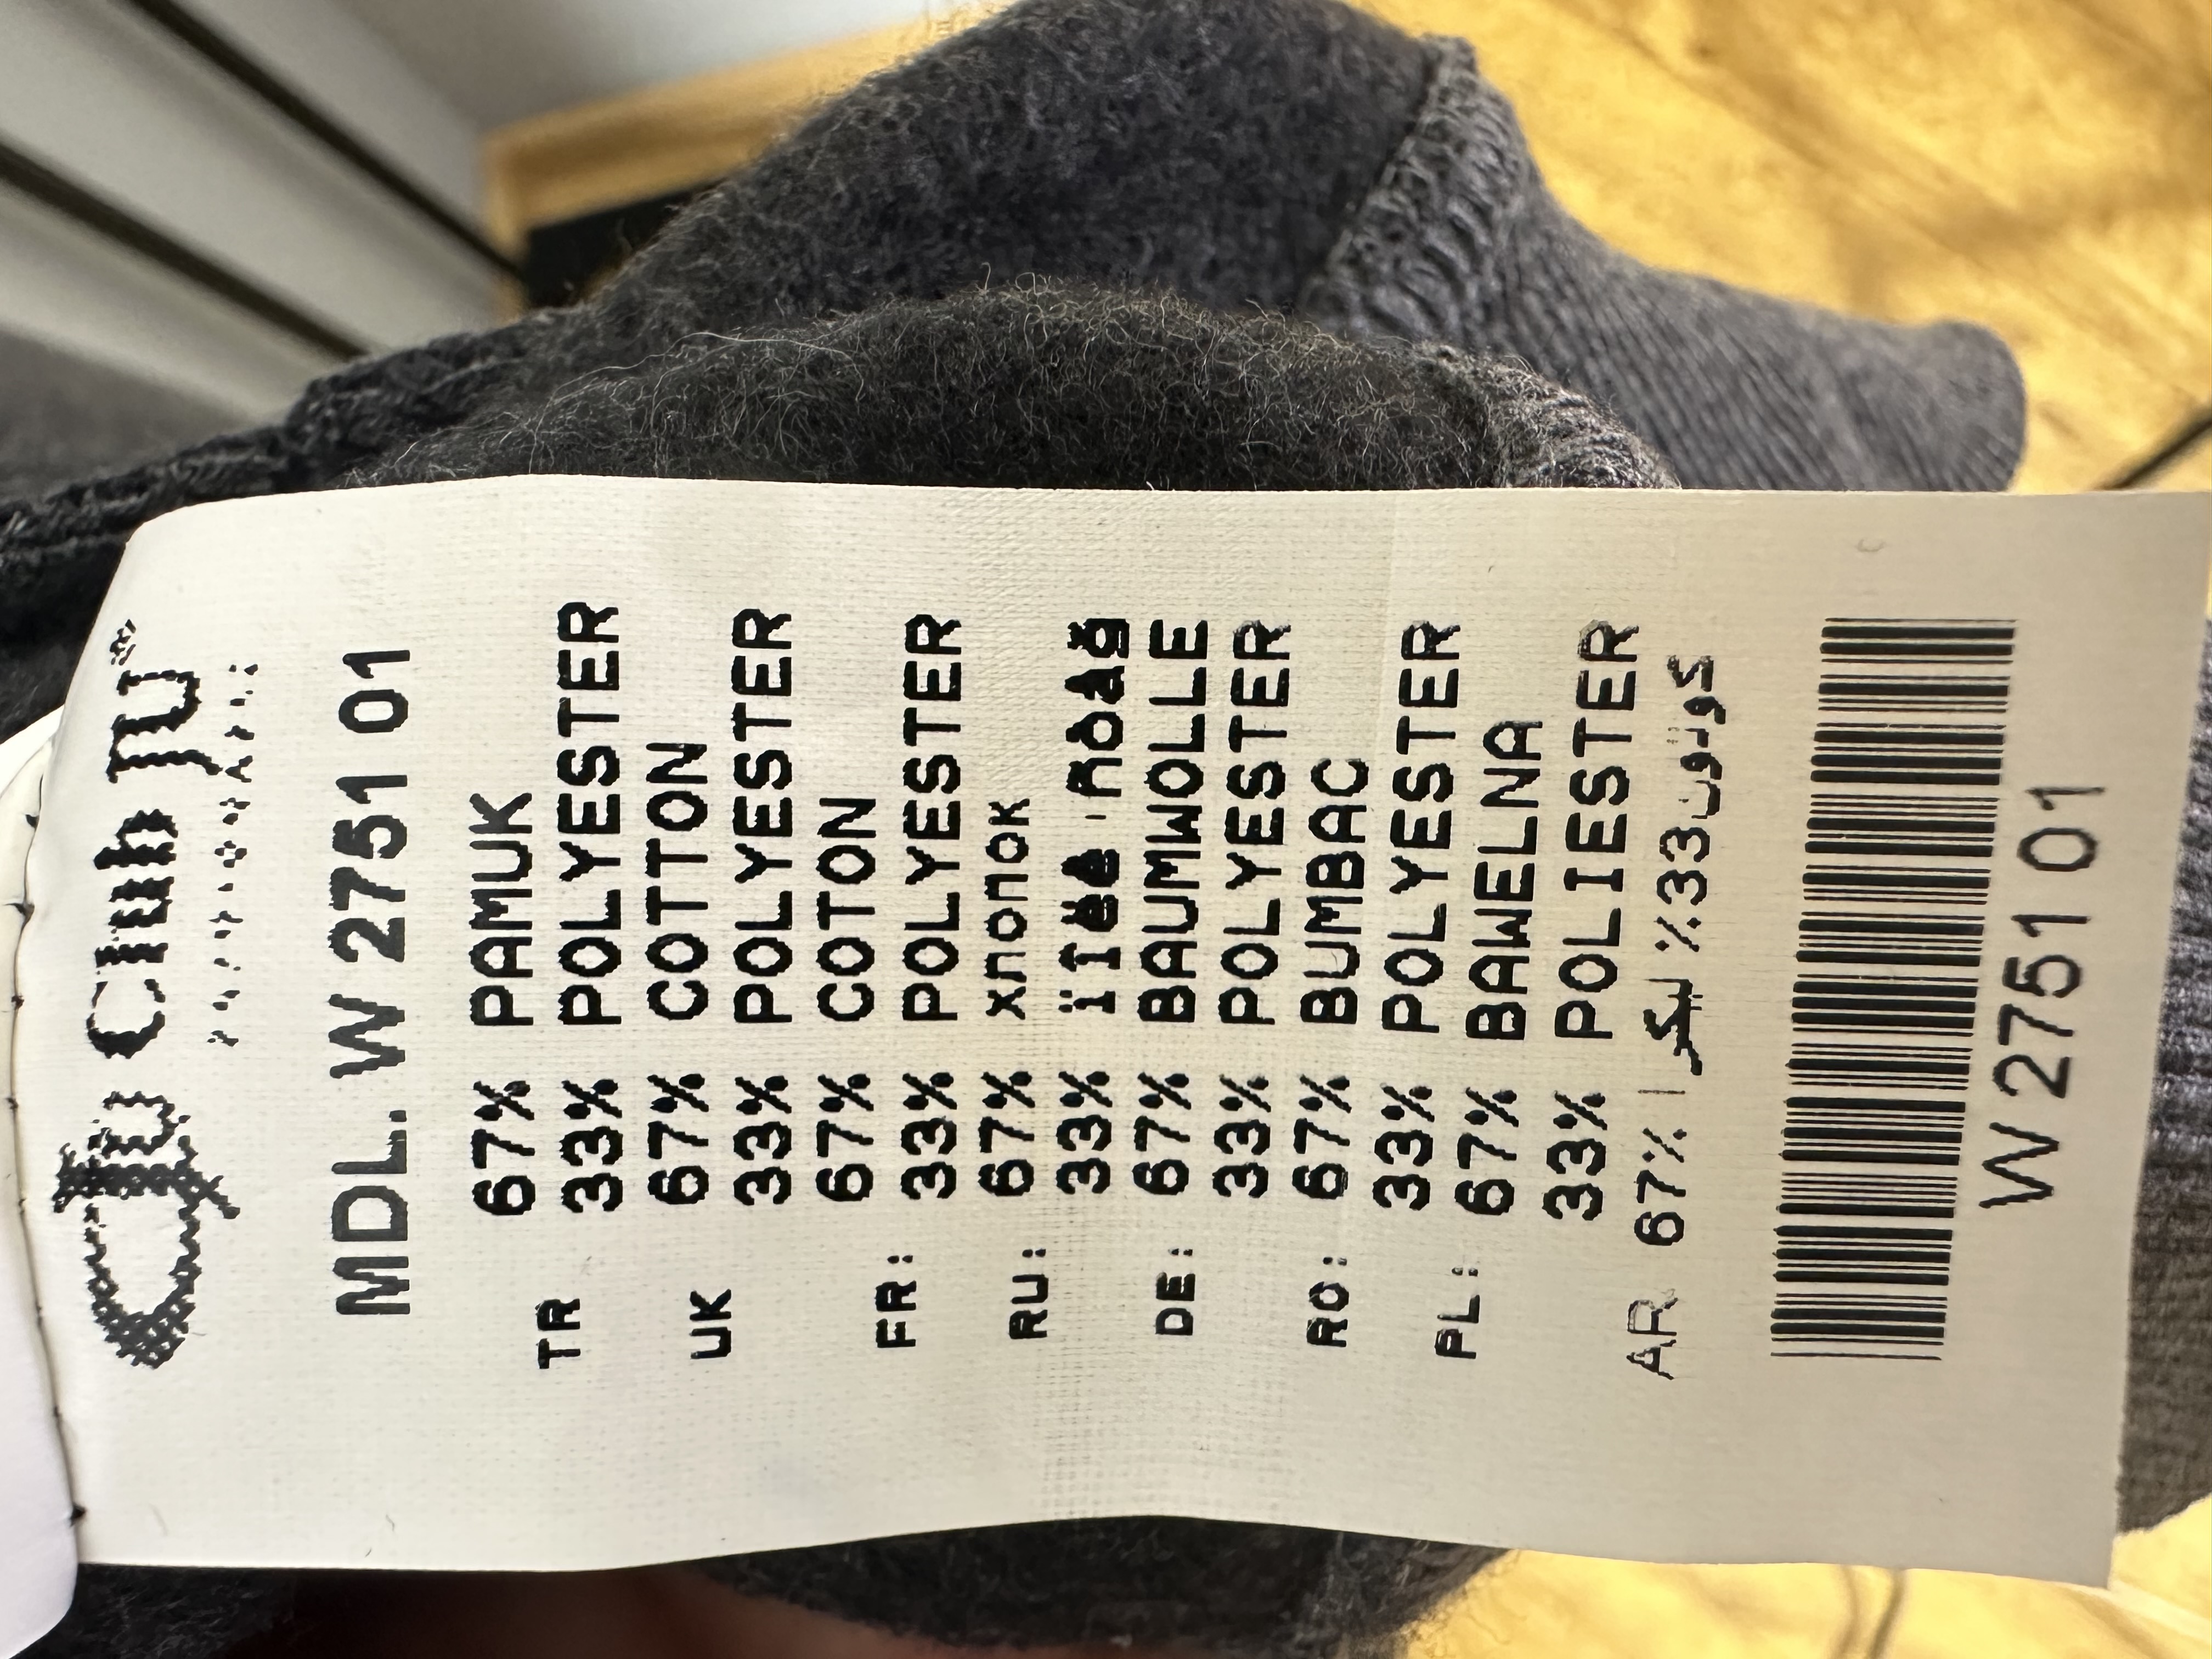 Club JU
MDL. W 2751 01
TR 67% PAMUK
33% POLYESTER
UK 67% COTTON
33% POLYESTER
FR: 67% COTON
33% POLYESTER
RU: 67% хлопок
33%
DE: 67% BAUMWOLLE
33% POLYESTER
RO: 67% BUMBAC
33% POLYESTER
PL: 67% BAWELNA
33% POLIESTER
AR 67% %33 كوتون
W 2751 01